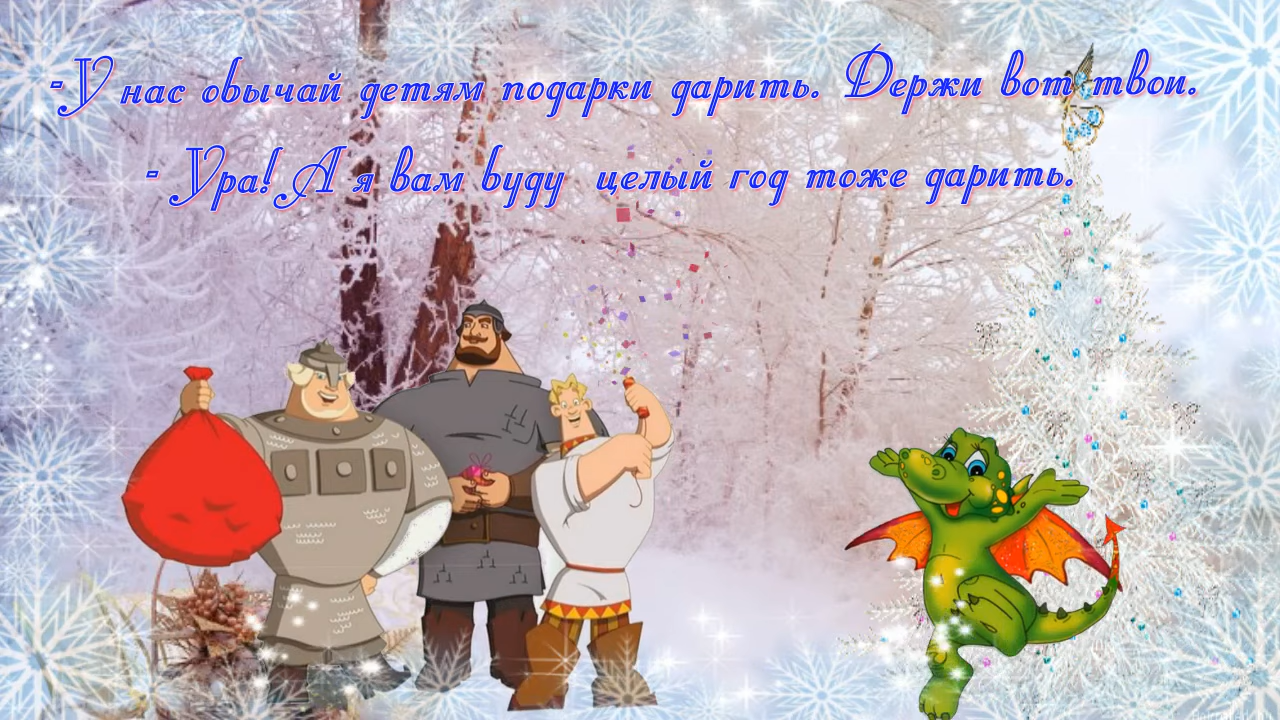 - У нас обычай детям подарки дарить. Держи вот твои.
- Ура! А я вам буду целый год тоже дарить.